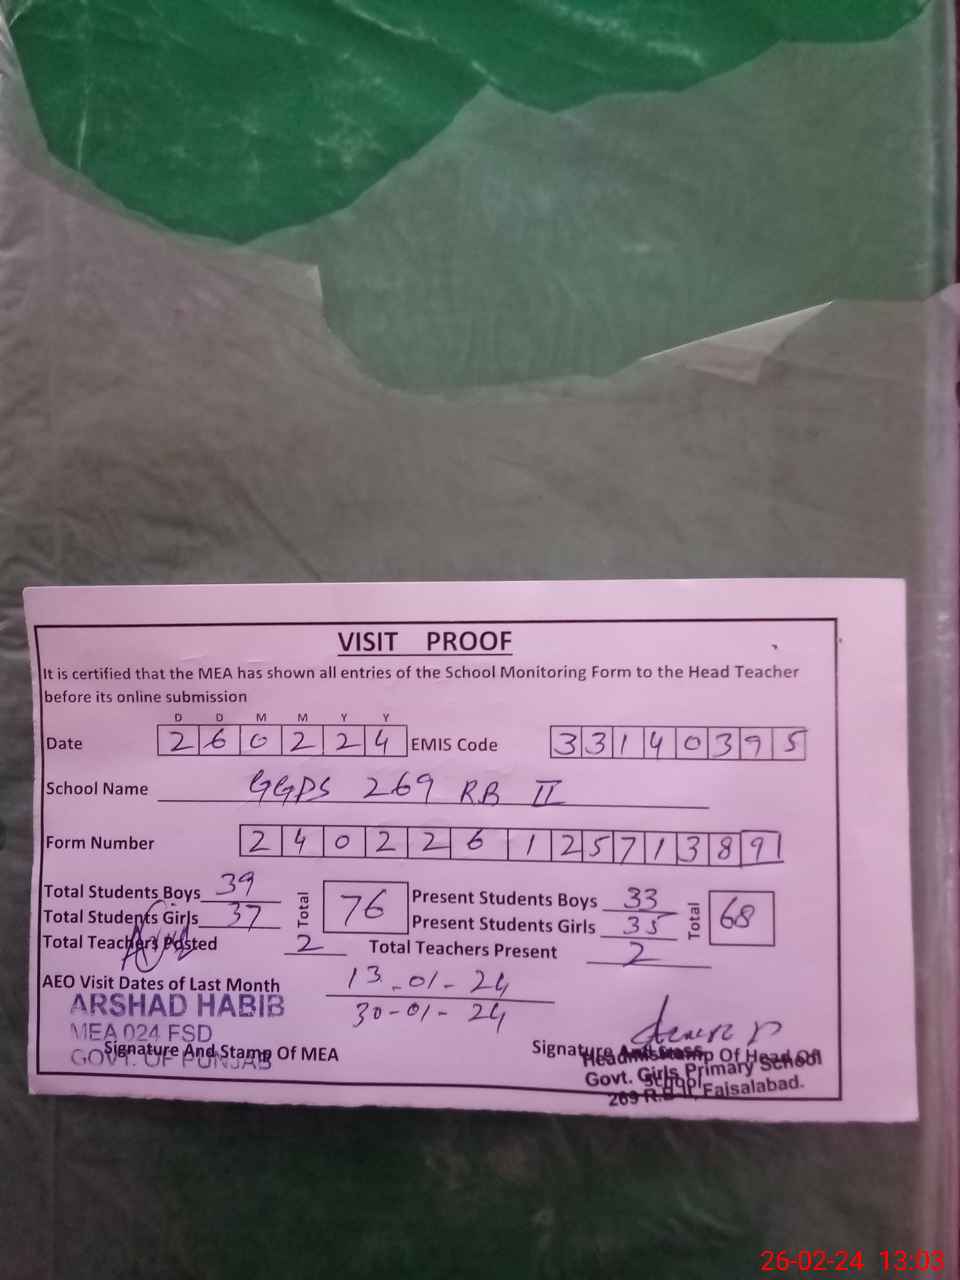 VISIT PROOF
It is certified that the MEA has shown all entries of the School Monitoring Form to the Head Teacher
before its online submission
D D M M Y Y
Date 2 6 0 2 2 4 EMIS Code 3 3 1 4 0 3 9 5
School Name GGPS 269 RB II
Form Number 2 4 0 2 2 6 1 2 5 7 1 3 8 9
Total Students Boys 39 Total 76 Present Students Boys 33 Total 68
Total Students Girls 37 Present Students Girls 35
Total Teachers Posted 2 Total Teachers Present 2
AEO Visit Dates of Last Month 13-01-24
30-01-24
ARSHAD HABIB
MEA 024 FSD
GOVT. OF PUNJAB
Signature And Stamp Of MEA
Signature And Stamp Of Head Of
School
Headmistress
Govt. Girls Primary School
269 R.B-II, Faisalabad.
26-02-24 13:03